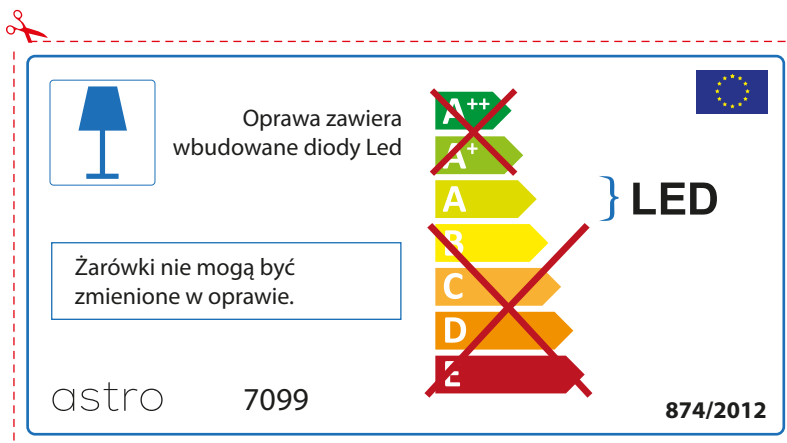 Oprawa zawiera
wbudowane diody Led
A++
A+
A
B
C
D
E
LED
Żarówki nie mogą być
zmienione w oprawie.
astro
7099
874/2012